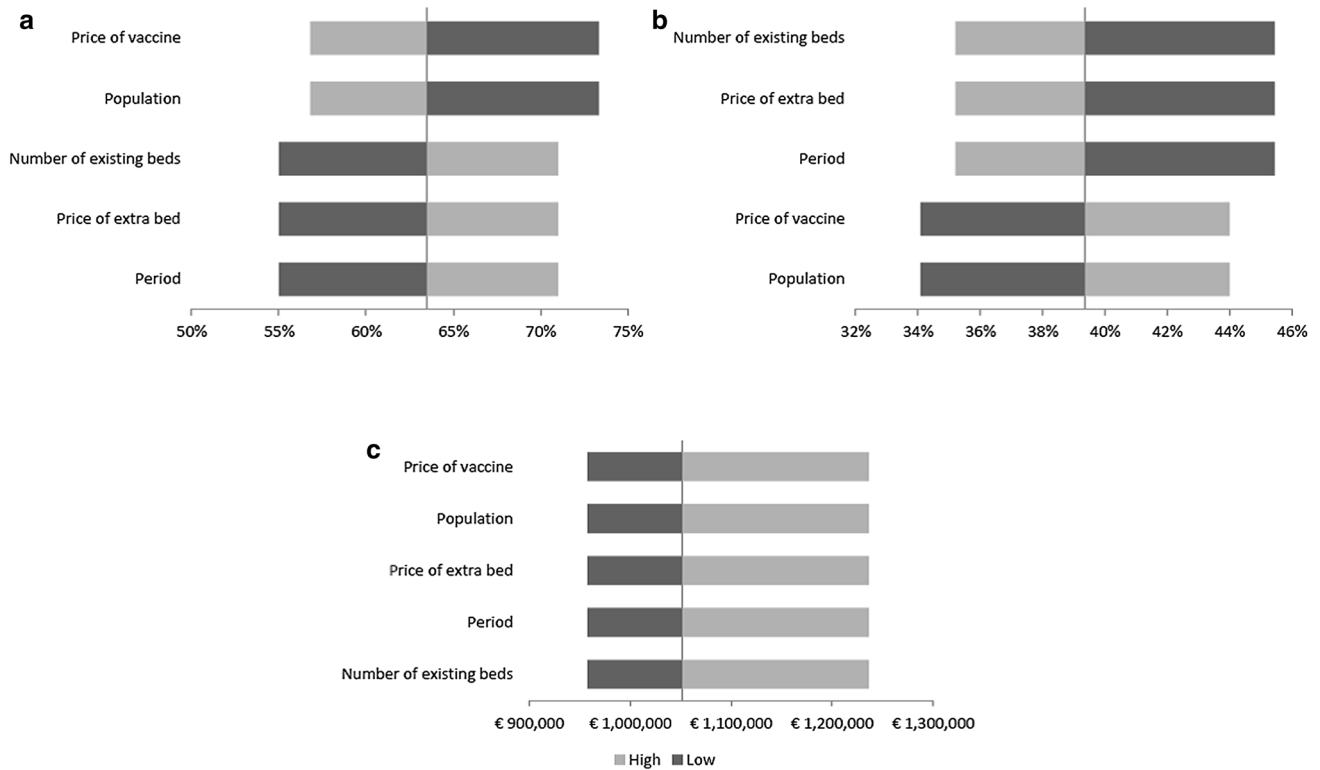 a
Price of vaccine
Population
Number of existing beds
Price of extra bed
Period
50% 55% 60% 65% 70% 75%
b
Number of existing beds
Price of extra bed
Period
Price of vaccine
Population
32% 34% 36% 38% 40% 42% 44% 46%
c
Price of vaccine
Population
Price of extra bed
Period
Number of existing beds
€ 900,000 € 1,000,000 € 1,100,000 € 1,200,000 € 1,300,000
High Low